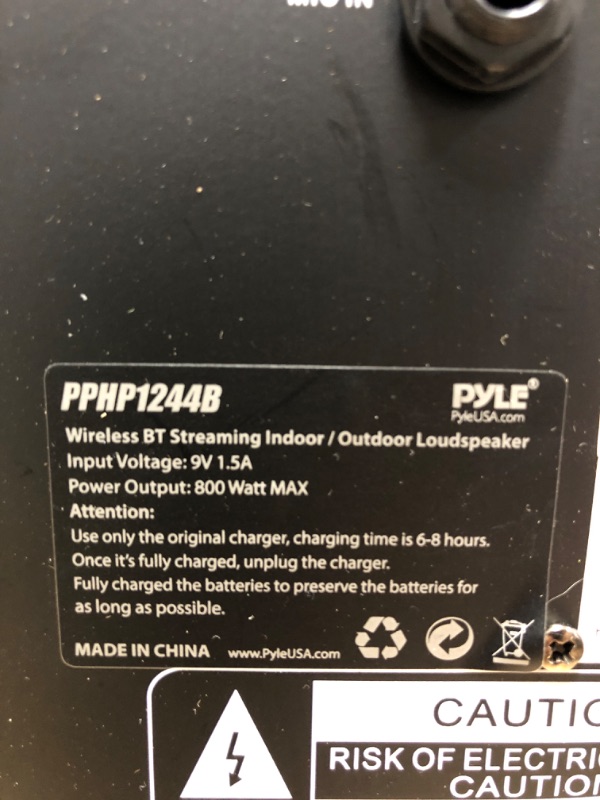 MIC IN
PPHP1244B
PYLE®
PyleUSA.com
Wireless BT Streaming Indoor / Outdoor Loudspeaker
Input Voltage: 9V 1.5A
Power Output: 800 Watt MAX
Attention:
Use only the original charger, charging time is 6-8 hours.
Once it's fully charged, unplug the charger.
Fully charged the batteries to preserve the batteries for
as long as possible.
MADE IN CHINA www.PyleUSA.com
CAUTIO
RISK OF ELECTRI
CAUTION